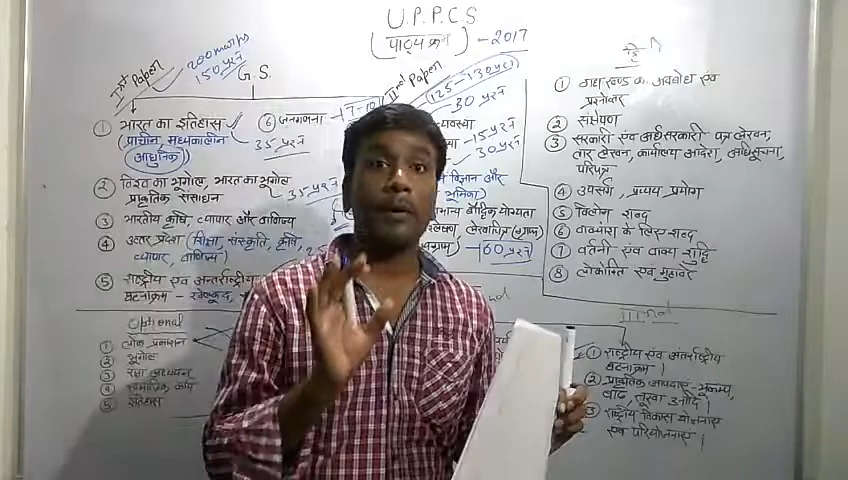 U.P.P.C.S
(पाठ्यक्रम) - 2017
Ist Paper
200 marks
150 प्रश्न
G.S.
① भारत का इतिहास
(प्राचीन, मध्यकालीन
आधुनिक)
35 प्रश्न
② विश्व का भूगोल, भारत का भूगोल
प्राकृतिक संसाधन
35 प्रश्न
③ भारतीय कृषि, व्यापार और वाणिज्य
④ उत्तर प्रदेश (शिक्षा, संस्कृति, कृषि,
व्यापार, वाणिज्य)
⑤ राष्ट्रीय एवं अन्तर्राष्ट्रीय
घटनाक्रम - खेलकूद,
⑥ जनगणना
IInd Paper
(125-130 प्रश्न)
30 प्रश्न
व्यवस्था
15 प्रश्न
30 प्रश्न
विज्ञान और
भूमिका)
सामान्य बौद्धिक योग्यता
60 प्रश्न
① गद्यखण्ड का अवबोध एवं
प्रश्नोत्तर
② संक्षेपण
③ सरकारी एवं अर्धसरकारी पत्र लेखन,
तार लेखन, कार्यालय आदेश, अधिसूचना,
परिपत्र
④ उपसर्ग, प्रत्यय प्रयोग
⑤ विलोम शब्द
⑥ वाक्यांश के लिए शब्द
⑦ वर्तनी एवं वाक्य शुद्धि
⑧ लोकोक्ति एवं मुहावरे
Optional
① लोक प्रशासन
② भूगोल
③ रक्षा अध्ययन
④ सामाजिक कार्य
⑤ इतिहास
① राष्ट्रीय एवं अंतर्राष्ट्रीय
घटनाक्रम।
② प्राकृतिक आपदाएं - भूकम्प,
बाढ़, सूखा आदि।
③ राष्ट्रीय विकास योजनाएं
एवं परियोजनाएं।